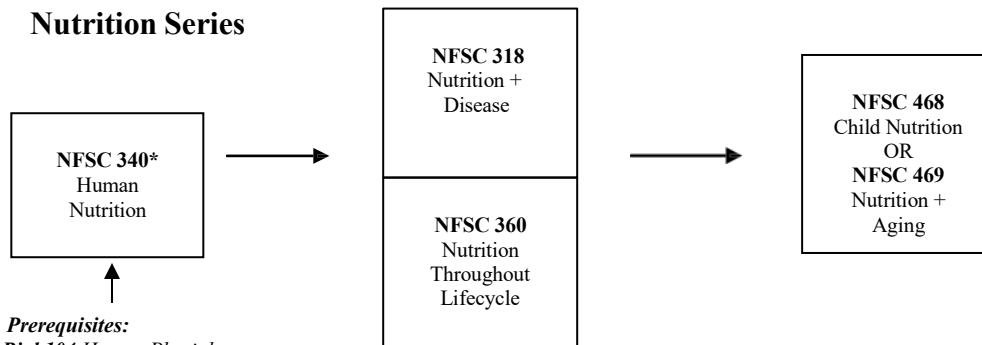 Nutrition Series
NFSC 340*
Human
Nutrition
Prerequisites:
NFSC 318
Nutrition +
Disease
NFSC 360
Nutrition
Throughout
Lifecycle
NFSC 468
Child Nutrition
OR
NFSC 469
Nutrition +
Aging